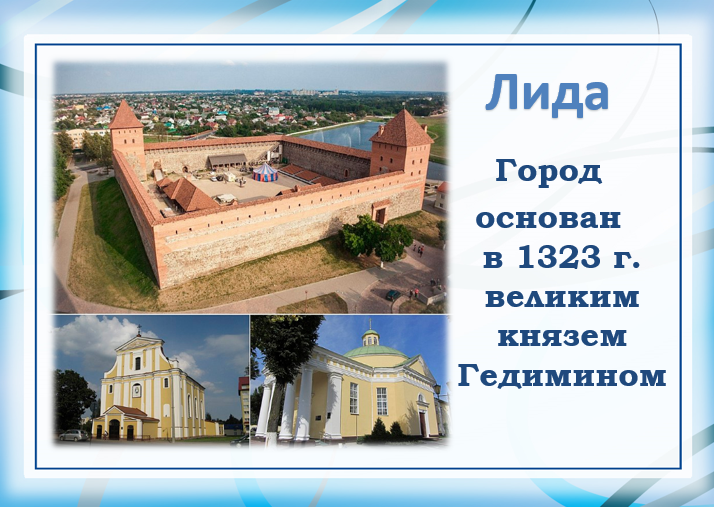 Лида
Город
основан
в 1323 г.
великим
князем
Гедимином